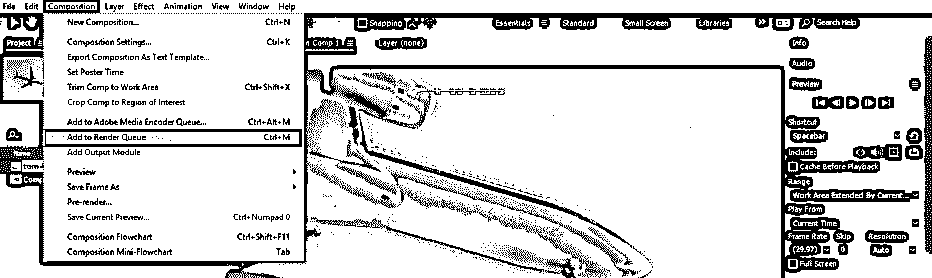 File Edit Composition Layer Effect Animation View Window Help
New Composition... Ctrl+N
Composition Settings... Ctrl+K
Export Composition As Text Template...
Set Poster Time
Trim Comp to Work Area Ctrl+Shift+X
Crop Comp to Region of Interest
Add to Adobe Media Encoder Queue... Ctrl+Alt+M
Add to Render Queue Ctrl+M
Add Output Module
Preview
Save Frame As
Pre-render...
Save Current Preview... Ctrl+Numpad 0
Composition Flowchart Ctrl+Shift+F11
Composition Mini-Flowchart Tab
Project
Comp 1
Layer (none)
Snapping
Essentials Standard Small Screen Libraries Search Help
Info
Audio
Preview
Shortcut
Spacebar
Include:
Cache Before Playback
Range
Work Area Extended By Current...
Play From
Current Time
Frame Rate Skip Resolution
(29.97) 0 Auto
Full Screen